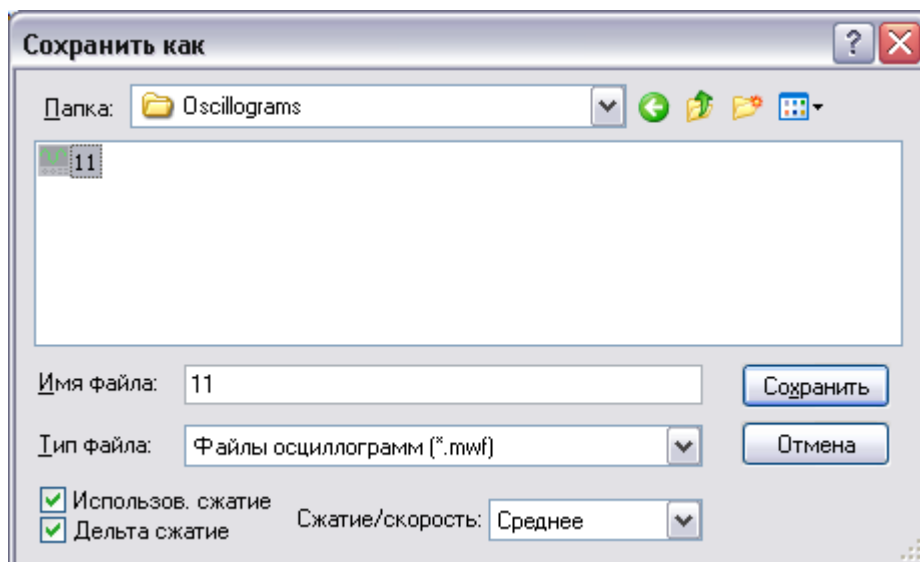 Сохранить как
Папка: Oscillograms
11
Имя файла: 11 Сохранить
Тип файла: Файлы осциллограмм (*.mwf) Отмена
Использов. сжатие
Дельта сжатие Сжатие/скорость: Среднее